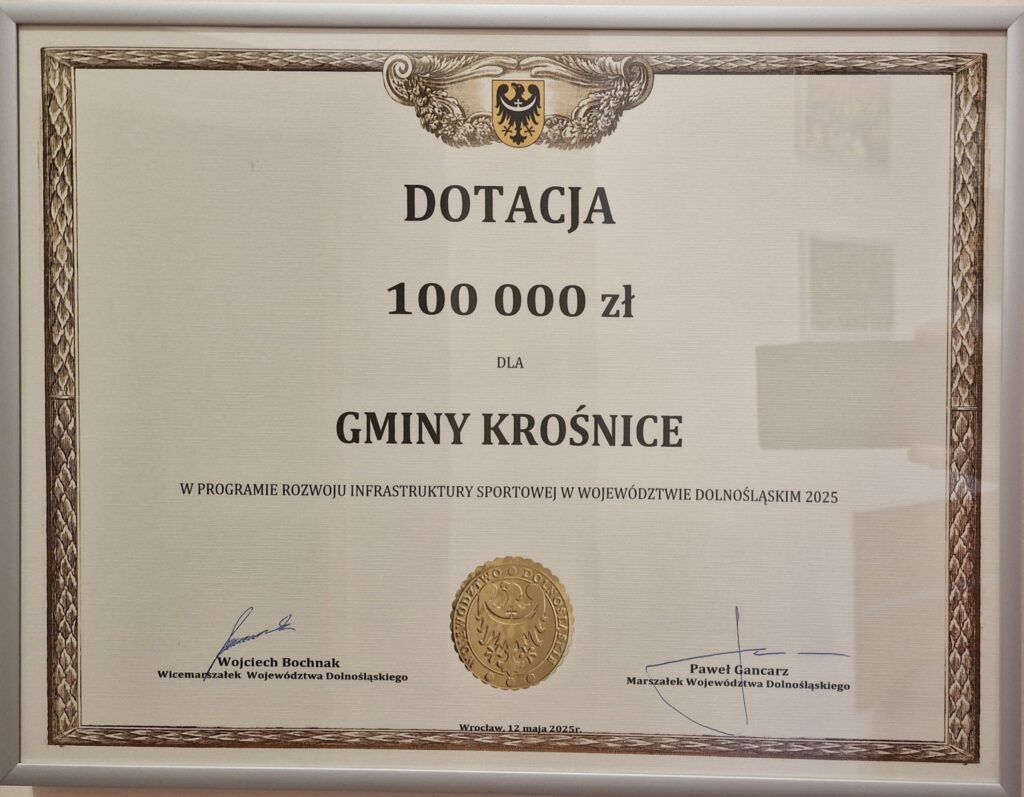 DOTACJA
100 000 zł
DLA
GMINY KROŚNICE
W PROGRAMIE ROZWOJU INFRASTRUKTURY SPORTOWEJ W WOJEWÓDZTWIE DOLNOŚLĄSKIM 2025
WOJEWÓDZTWO DOLNOŚLĄSKIE
Wojciech Bochnak
Wicemarszałek Województwa Dolnośląskiego
Paweł Gancarz
Marszałek Województwa Dolnośląskiego
Wrocław, 12 maja 2025r.